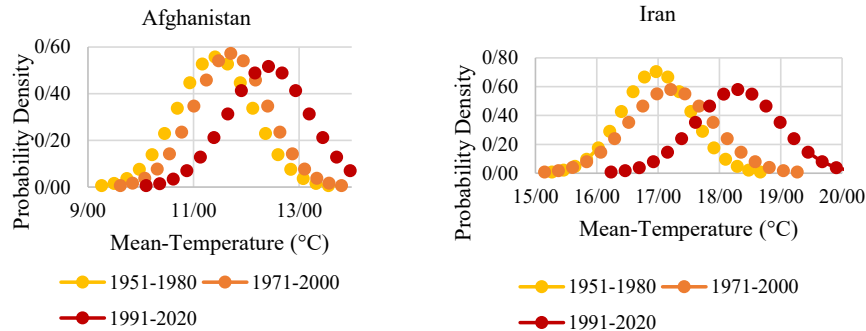 Afghanistan
Probability Density
0/60
0/40
0/20
0/00
9/00 11/00 13/00
Mean-Temperature (°C)
1951-1980 1971-2000
1991-2020
Iran
Probability Density
0/80
0/60
0/40
0/20
0/00
15/00 16/00 17/00 18/00 19/00 20/00
Mean-Temperature (°C)
1951-1980 1971-2000
1991-2020